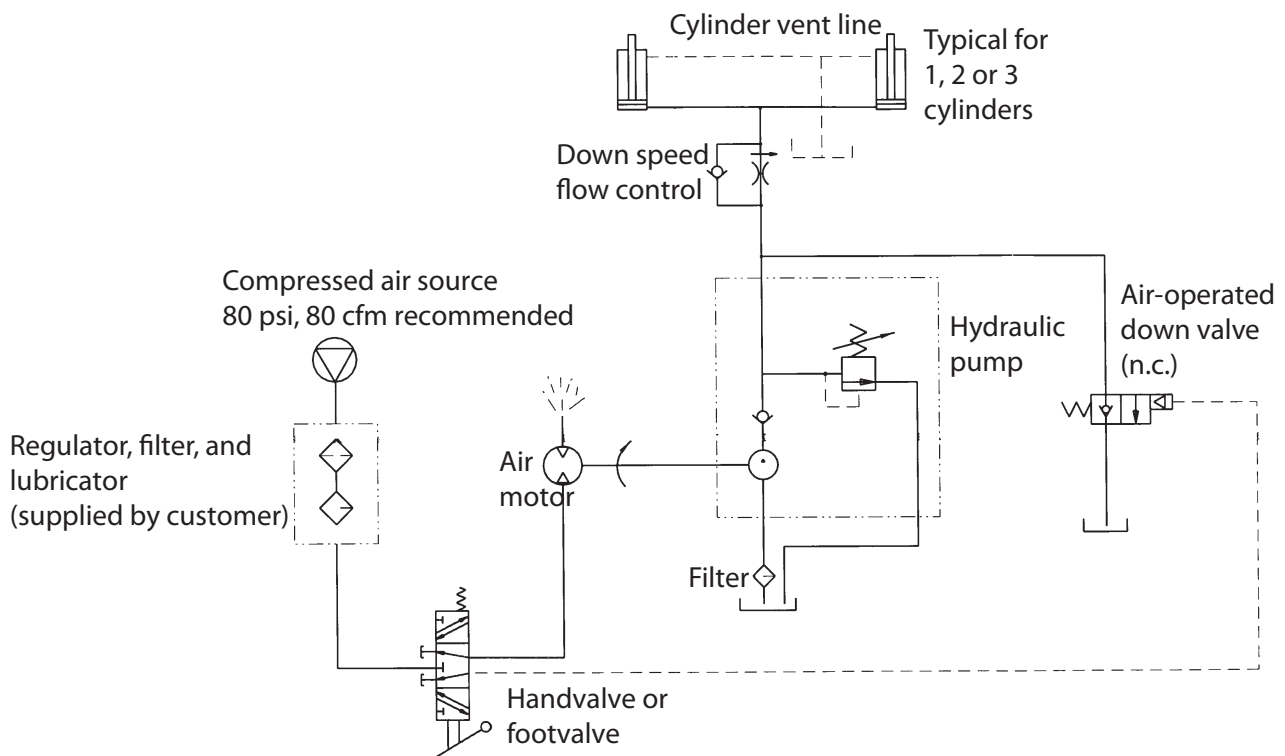 Cylinder vent line
Typical for
1, 2 or 3
cylinders
Down speed
flow control
Compressed air source
80 psi, 80 cfm recommended
Air-operated
down valve
(n.c.)
Hydraulic
pump
Regulator, filter, and
lubricator
(supplied by customer)
Air
motor
Filter
Handvalve or
footvalve